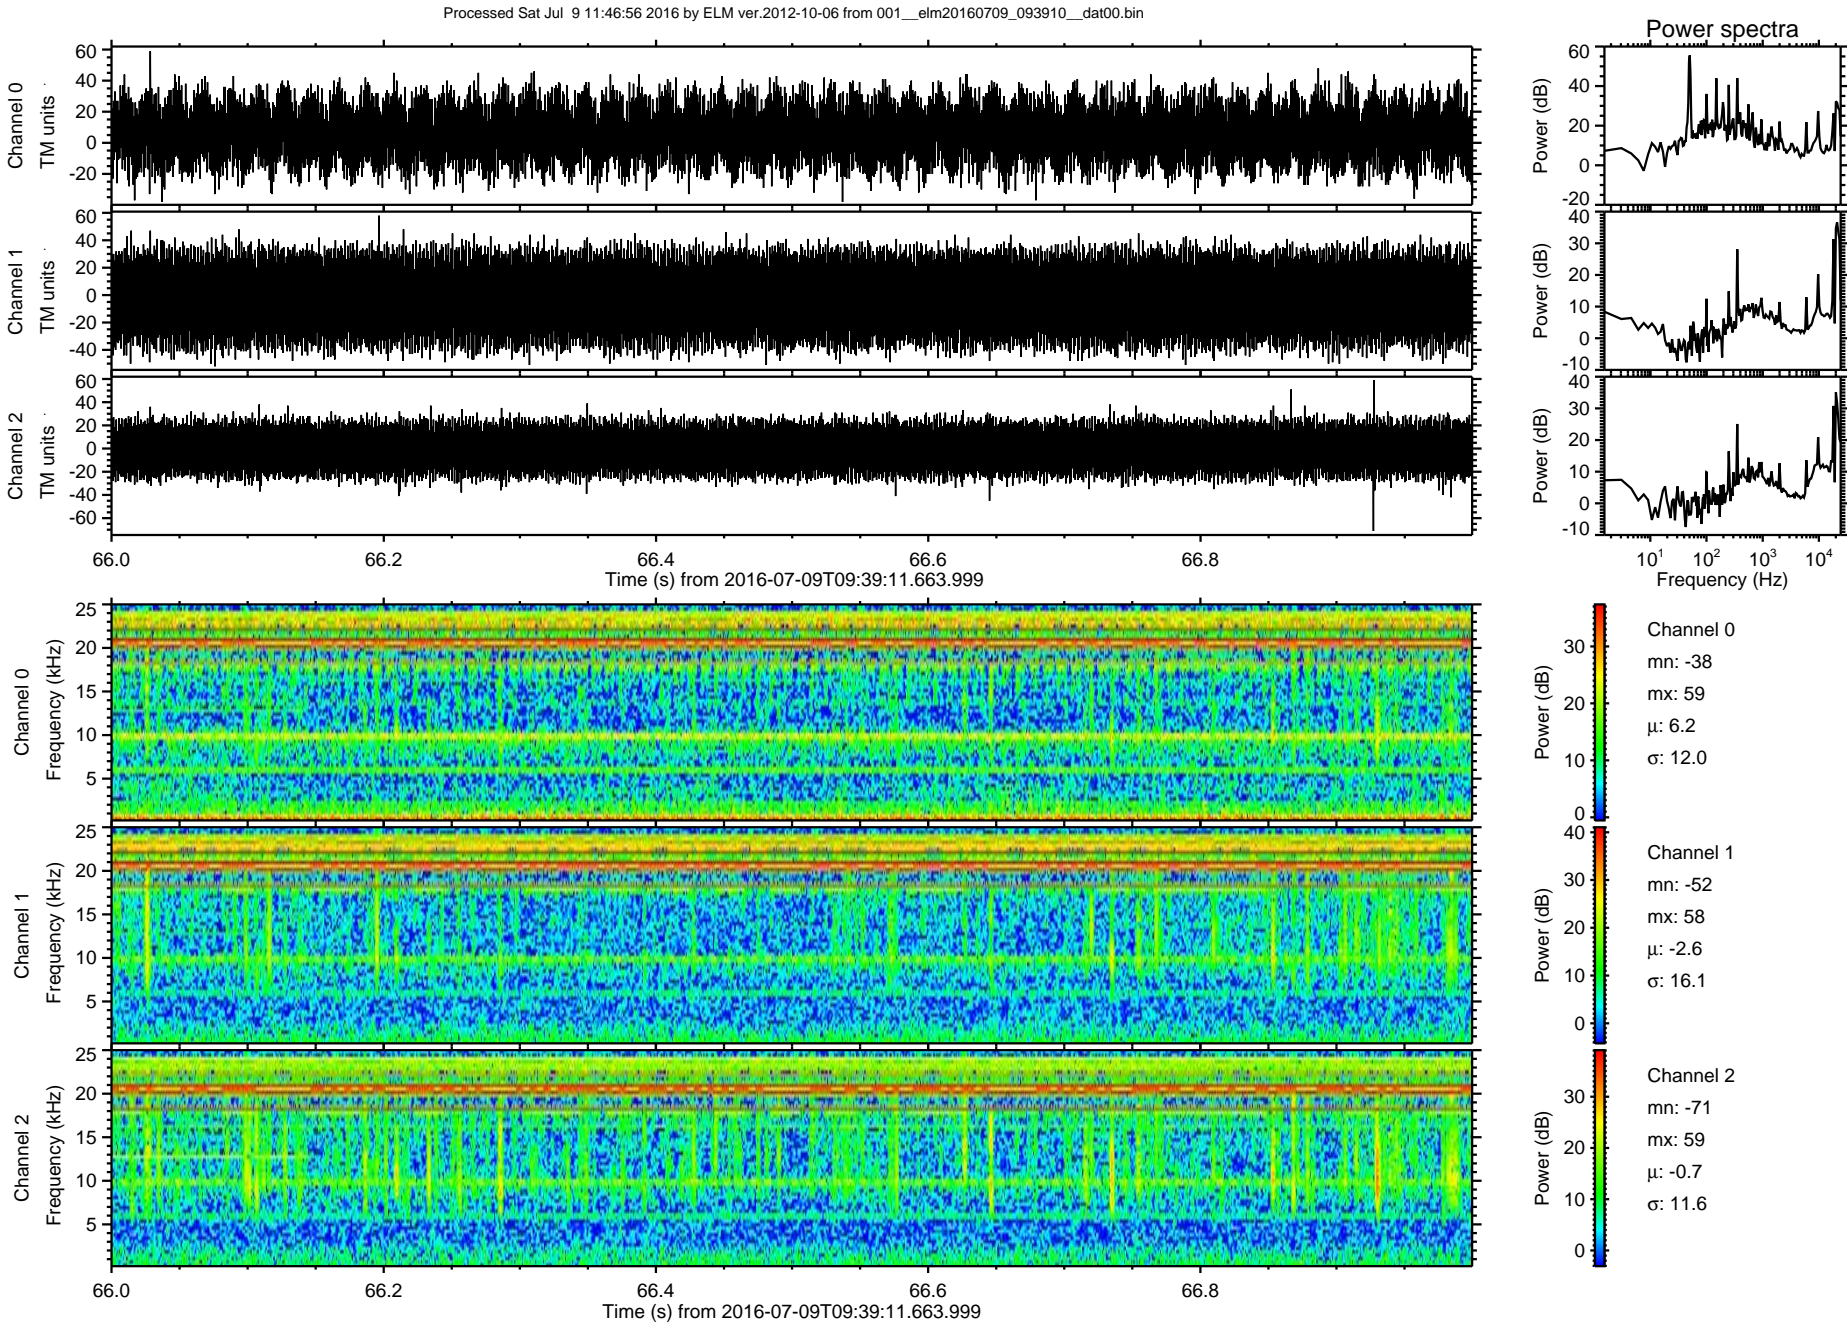 Processed Sat Jul  9 11:46:56 2016 by ELM ver.2012-10-06 from 001__elm20160709_093910__dat00.bin
Power spectra
Channel 0
TM units
60
40
20
0
-20
Power (dB)
60
40
20
0
-20
Channel 1
TM units
60
40
20
0
-20
-40
Power (dB)
40
30
20
10
0
-10
Channel 2
TM units
60
40
20
0
-20
-40
-60
Power (dB)
40
30
20
10
0
-10
66.0 66.2 66.4 66.6 66.8
Time (s) from 2016-07-09T09:39:11.663.999
10^1 10^2 10^3 10^4
Frequency (Hz)
Channel 0
Frequency (kHz)
25
20
15
10
5
Power (dB)
30
20
10
0
Channel 0
mn: -38
mx: 59
μ: 6.2
σ: 12.0
Channel 1
Frequency (kHz)
25
20
15
10
5
Power (dB)
40
30
20
10
0
Channel 1
mn: -52
mx: 58
μ: -2.6
σ: 16.1
Channel 2
Frequency (kHz)
25
20
15
10
5
Power (dB)
30
20
10
0
Channel 2
mn: -71
mx: 59
μ: -0.7
σ: 11.6
66.0 66.2 66.4 66.6 66.8
Time (s) from 2016-07-09T09:39:11.663.999